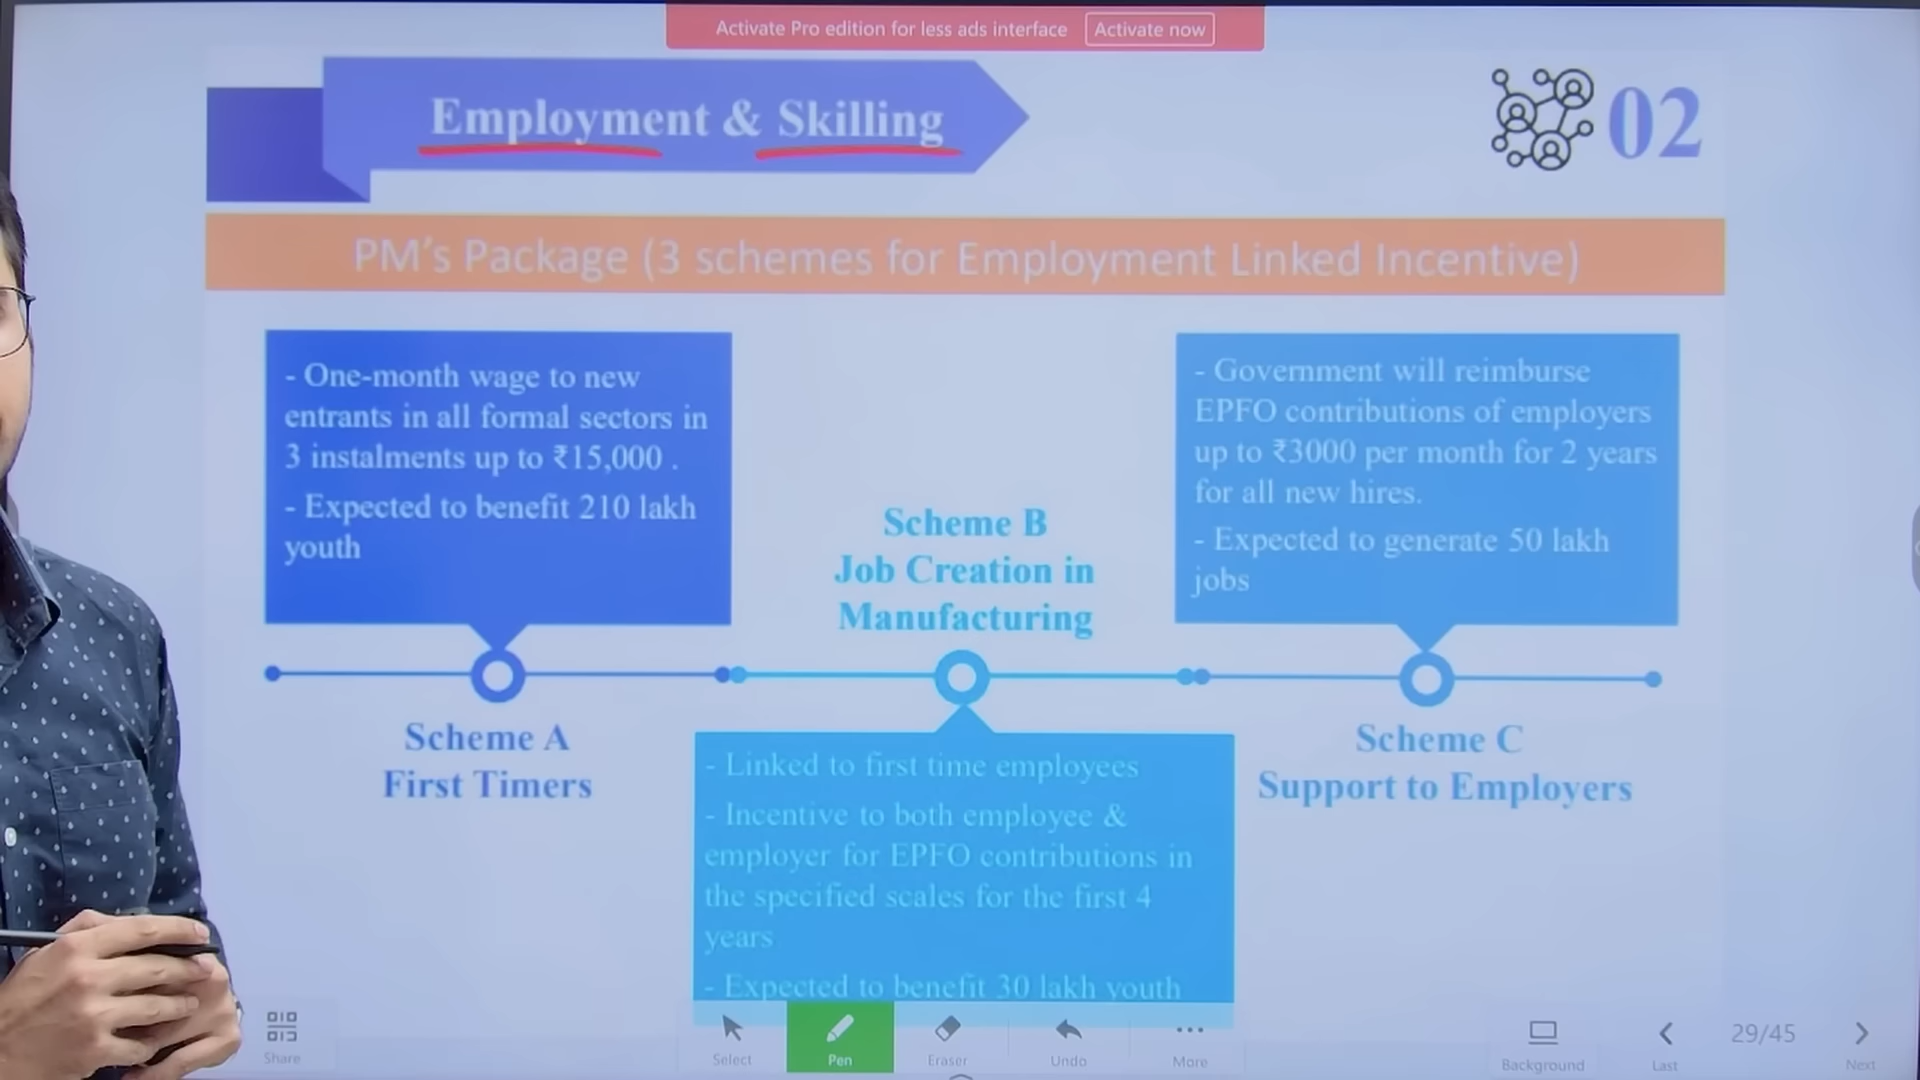 Activate Pro edition for less ads interface Activate now
Employment & Skilling
02
PM's Package (3 schemes for Employment Linked Incentive)
- One-month wage to new
entrants in all formal sectors in
3 instalments up to ₹15,000 .
- Expected to benefit 210 lakh
youth
Scheme A
First Timers
Scheme B
Job Creation in
Manufacturing
- Linked to first time employees
- Incentive to both employee &
employer for EPFO contributions in
the specified scales for the first 4
years
- Expected to benefit 30 lakh youth
- Government will reimburse
EPFO contributions of employers
up to ₹3000 per month for 2 years
for all new hires.
- Expected to generate 50 lakh
jobs
Scheme C
Support to Employers
Share
Select
Pen
Eraser
Undo
More
Background
Last
29/45
Next